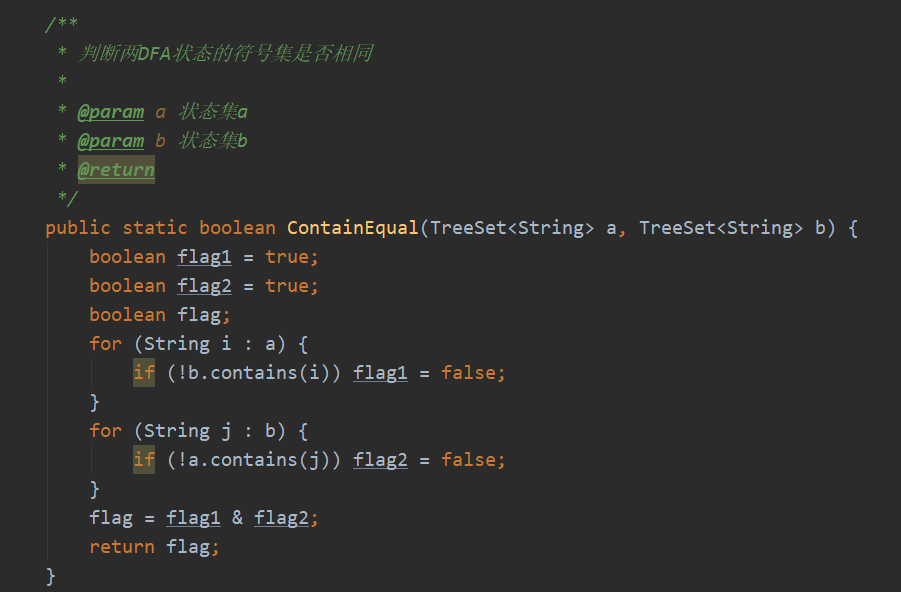 /**
 * 判断两DFA状态的符号集是否相同
 *
 * @param a 状态集a
 * @param b 状态集b
 * @return
 */
public static boolean ContainEqual(TreeSet<String> a, TreeSet<String> b) {
    boolean flag1 = true;
    boolean flag2 = true;
    boolean flag;
    for (String i : a) {
        if (!b.contains(i)) flag1 = false;
    }
    for (String j : b) {
        if (!a.contains(j)) flag2 = false;
    }
    flag = flag1 & flag2;
    return flag;
}